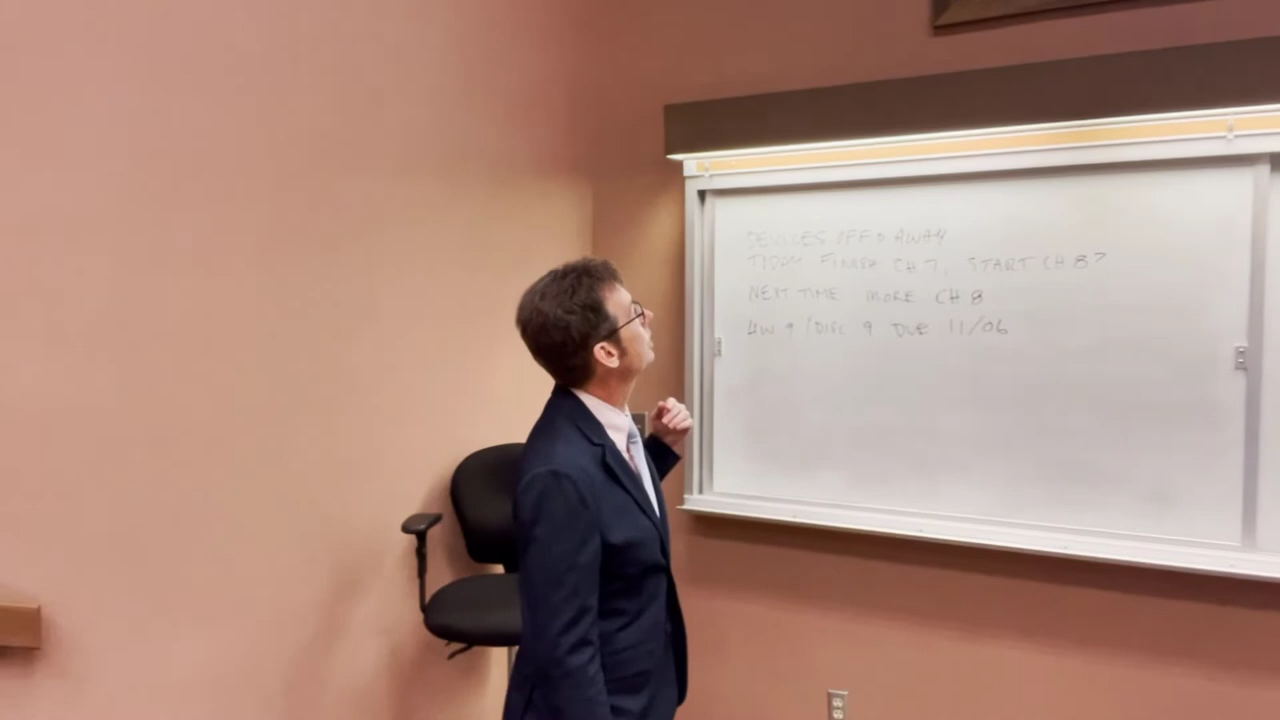 DEVICES OFF & AWAY
TODAY FINISH CH 7, START CH 8?
NEXT TIME MORE CH 8
HW 9 / DISC 9 DUE 11/06